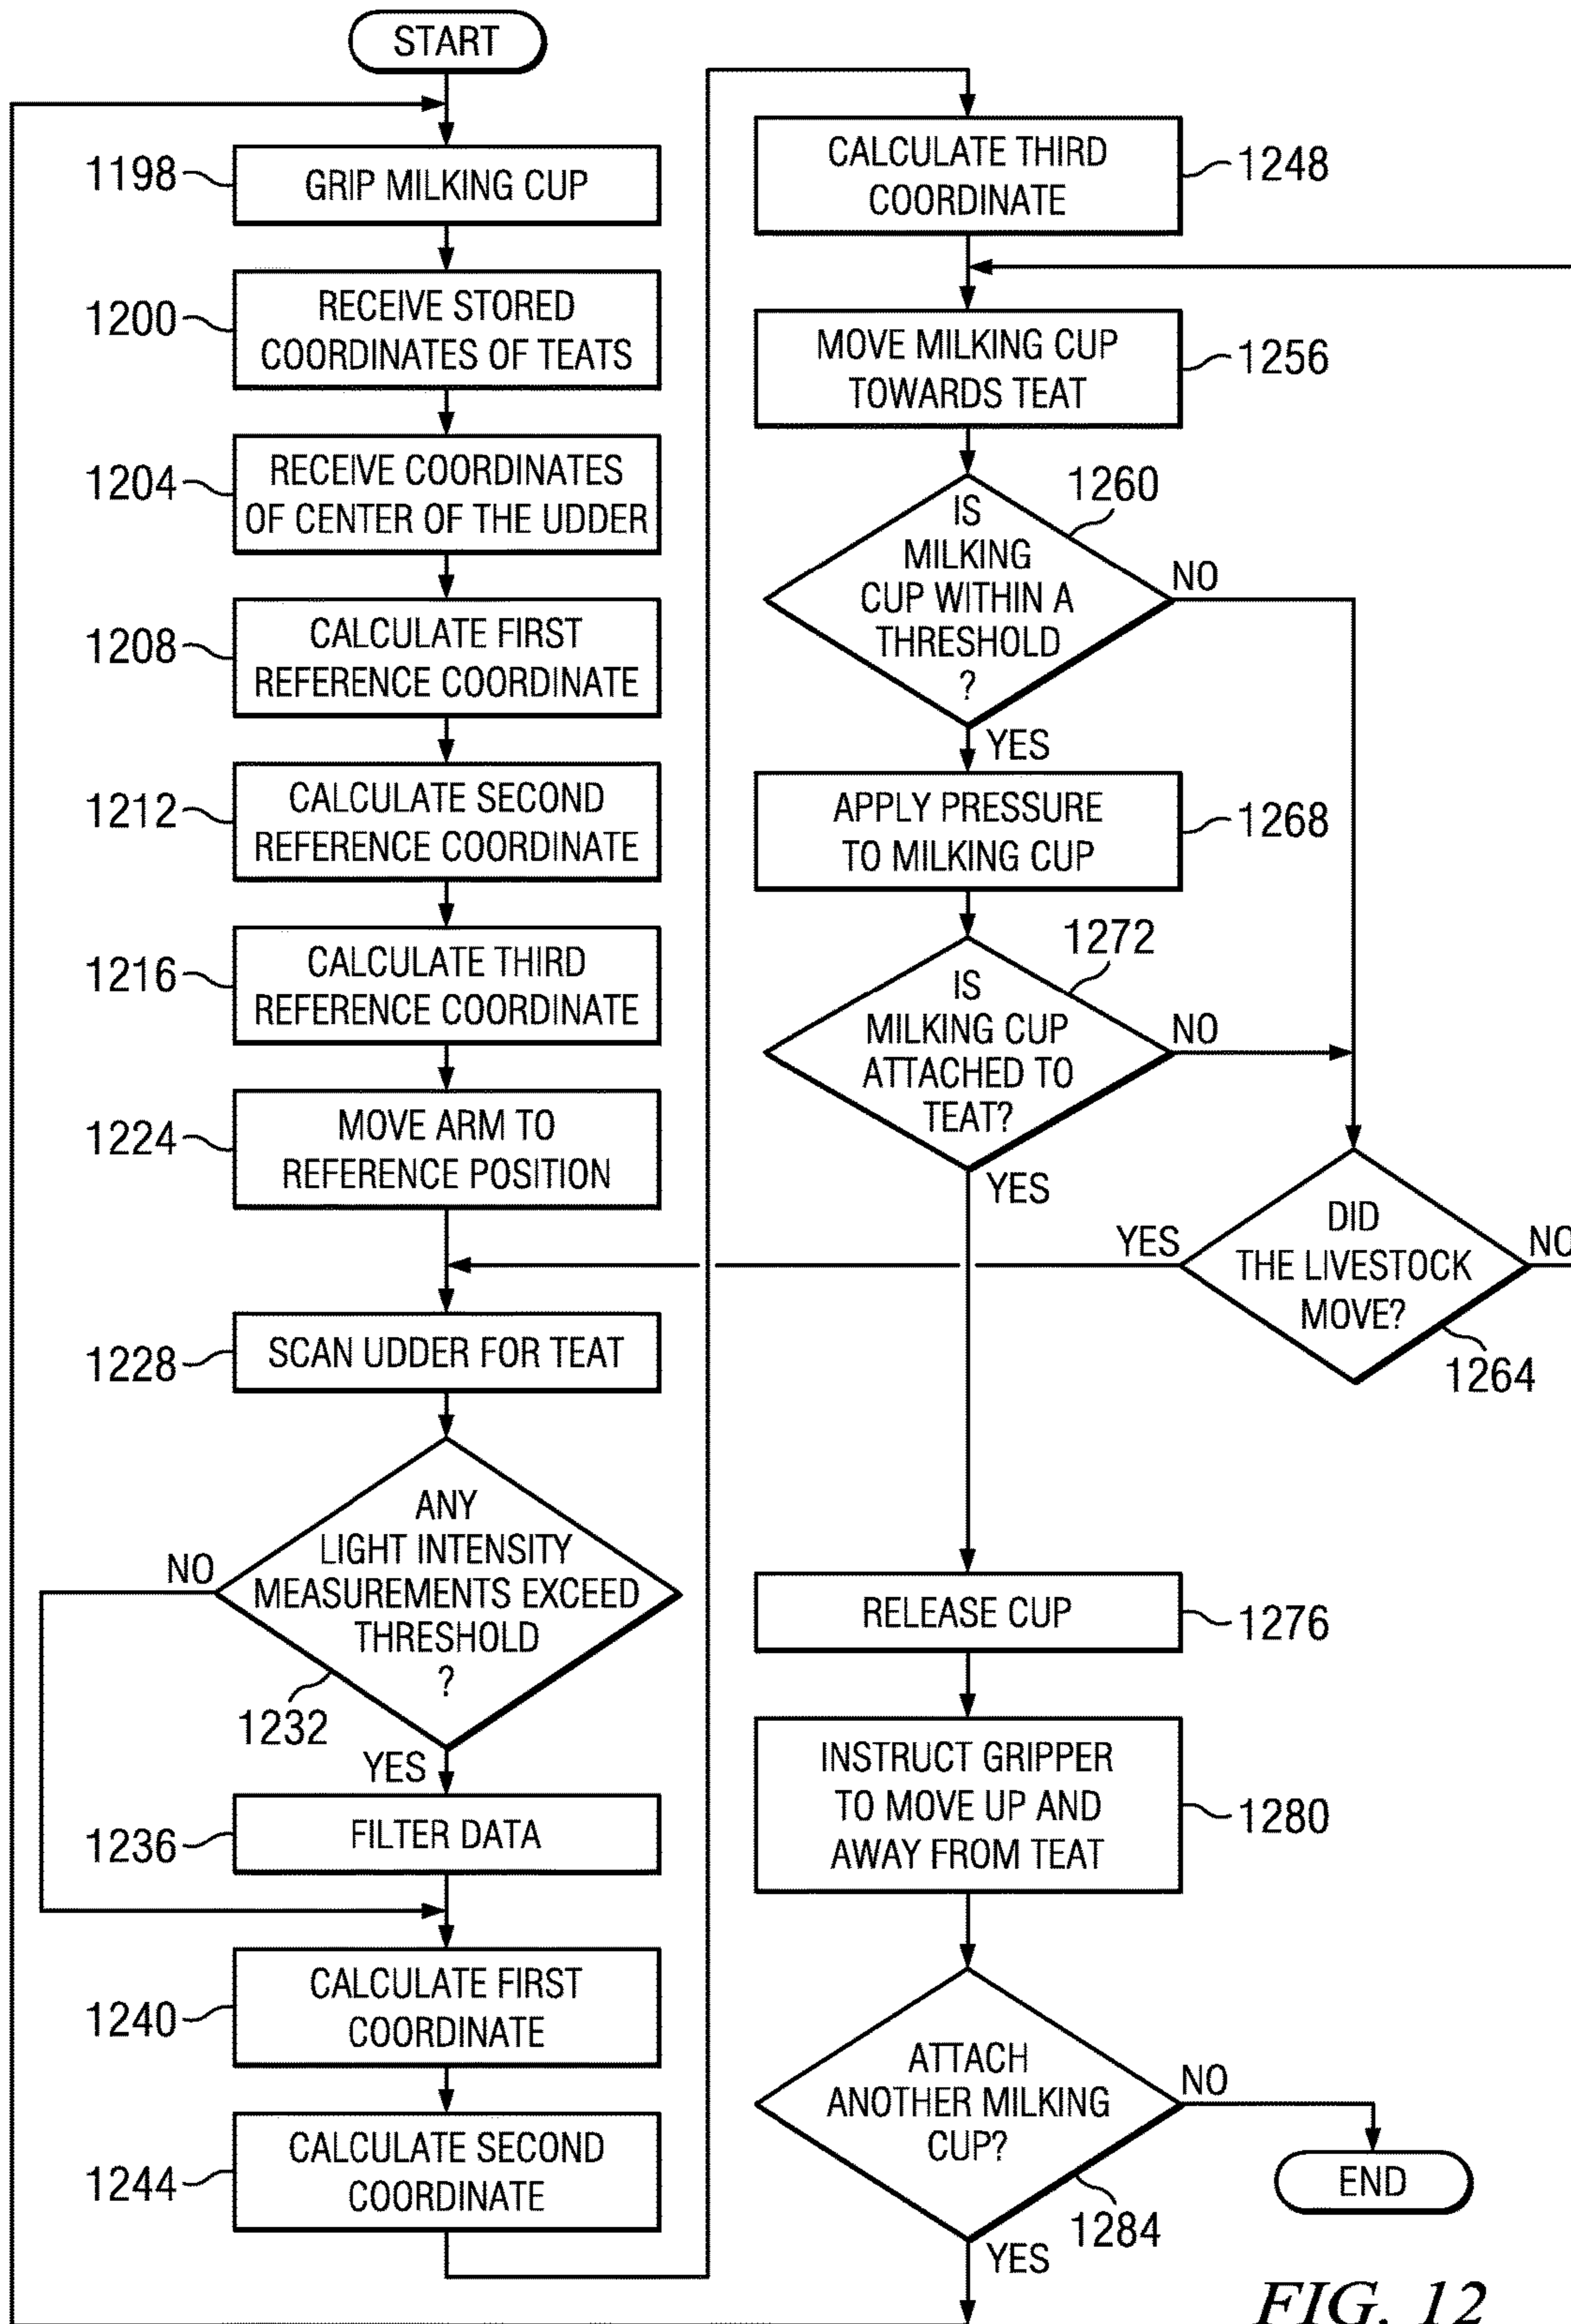 START
1198
GRIP MILKING CUP
1200
RECEIVE STORED
COORDINATES OF TEATS
1204
RECEIVE COORDINATES
OF CENTER OF THE UDDER
1208
CALCULATE FIRST
REFERENCE COORDINATE
1212
CALCULATE SECOND
REFERENCE COORDINATE
1216
CALCULATE THIRD
REFERENCE COORDINATE
1224
MOVE ARM TO
REFERENCE POSITION
1228
SCAN UDDER FOR TEAT
ANY
LIGHT INTENSITY
MEASUREMENTS EXCEED
THRESHOLD
?
NO
1232
YES
1236
FILTER DATA
1240
CALCULATE FIRST
COORDINATE
1244
CALCULATE SECOND
COORDINATE
CALCULATE THIRD
COORDINATE
1248
MOVE MILKING CUP
TOWARDS TEAT
1256
1260
IS
MILKING
CUP WITHIN A
THRESHOLD
?
NO
YES
APPLY PRESSURE
TO MILKING CUP
1268
1272
IS
MILKING CUP
ATTACHED TO
TEAT?
NO
YES
DID
THE LIVESTOCK
MOVE?
YES
NO
1264
RELEASE CUP
1276
INSTRUCT GRIPPER
TO MOVE UP AND
AWAY FROM TEAT
1280
ATTACH
ANOTHER MILKING
CUP?
NO
END
1284
YES
FIG. 12